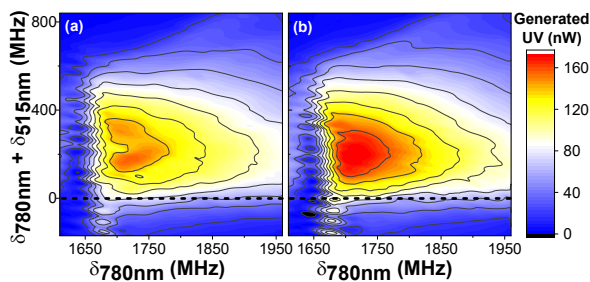 (a)
(b)
Generated
UV (nW)
δ780nm + δ515nm (MHz)
800
400
0
1650
1750
1850
1950
1650
1750
1850
1950
δ780nm (MHz)
δ780nm (MHz)
160
120
80
40
0